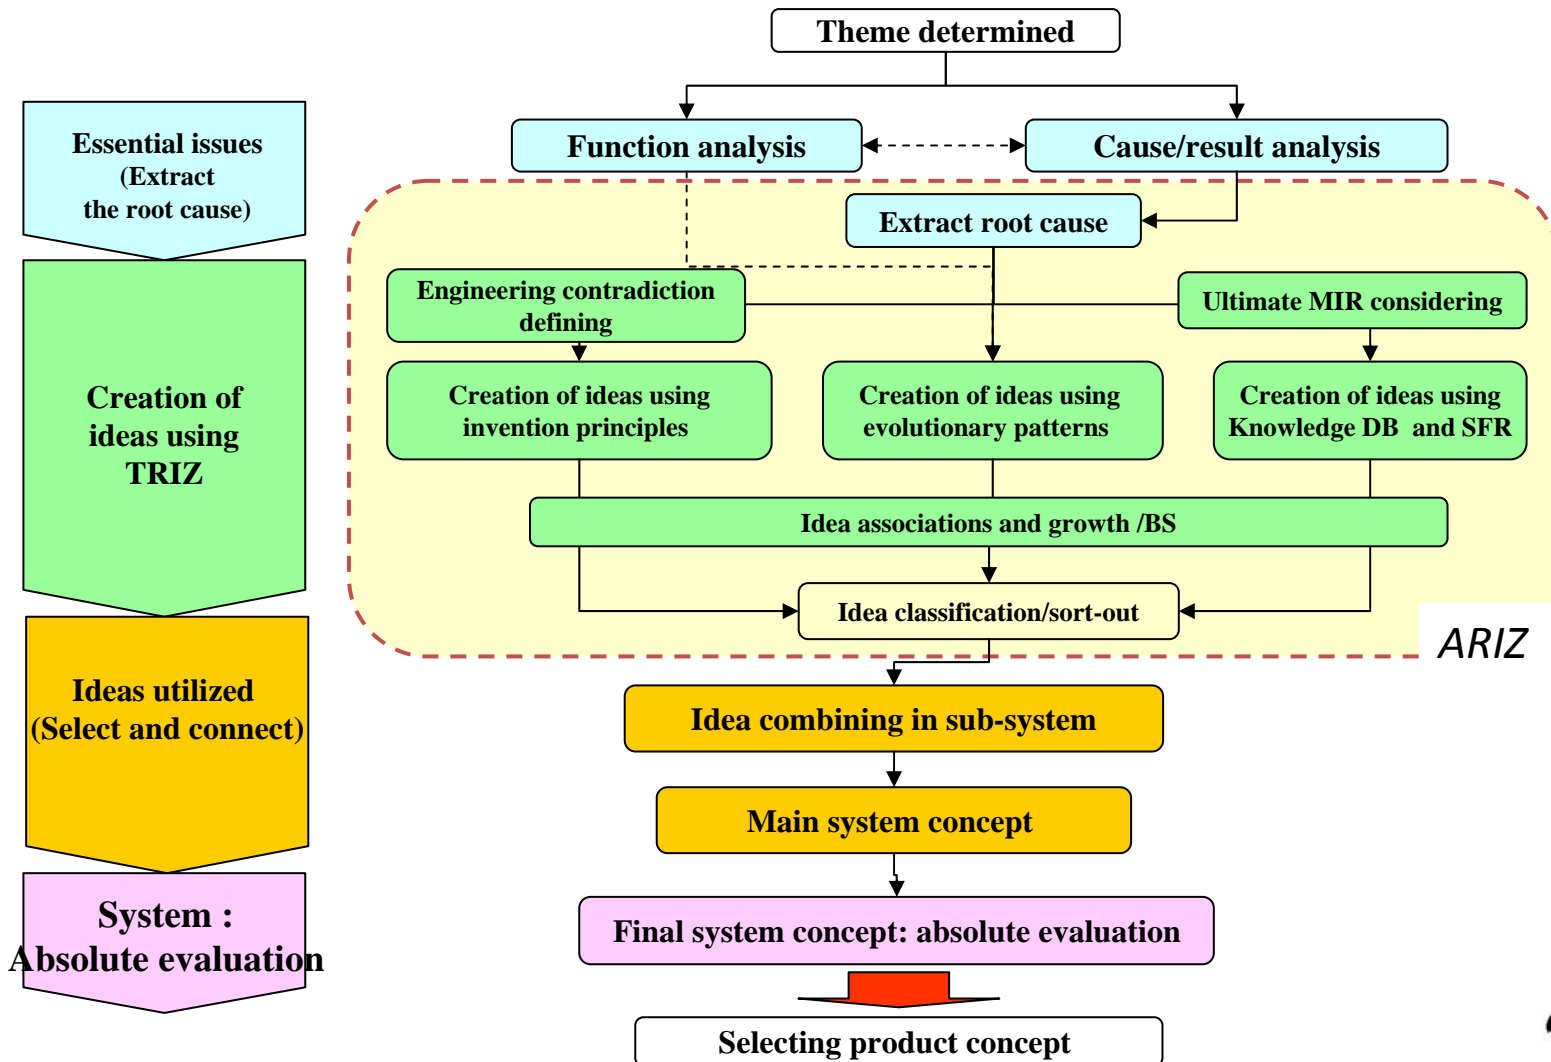 Theme determined
Essential issues
(Extract
the root cause)
Function analysis
Cause/result analysis
Extract root cause
Engineering contradiction
defining
Ultimate MIR considering
Creation of
ideas using
TRIZ
Creation of ideas using
invention principles
Creation of ideas using
evolutionary patterns
Creation of ideas using
Knowledge DB and SFR
Idea associations and growth /BS
Idea classification/sort-out
ARIZ
Ideas utilized
(Select and connect)
Idea combining in sub-system
Main system concept
System :
Absolute evaluation
Final system concept: absolute evaluation
Selecting product concept